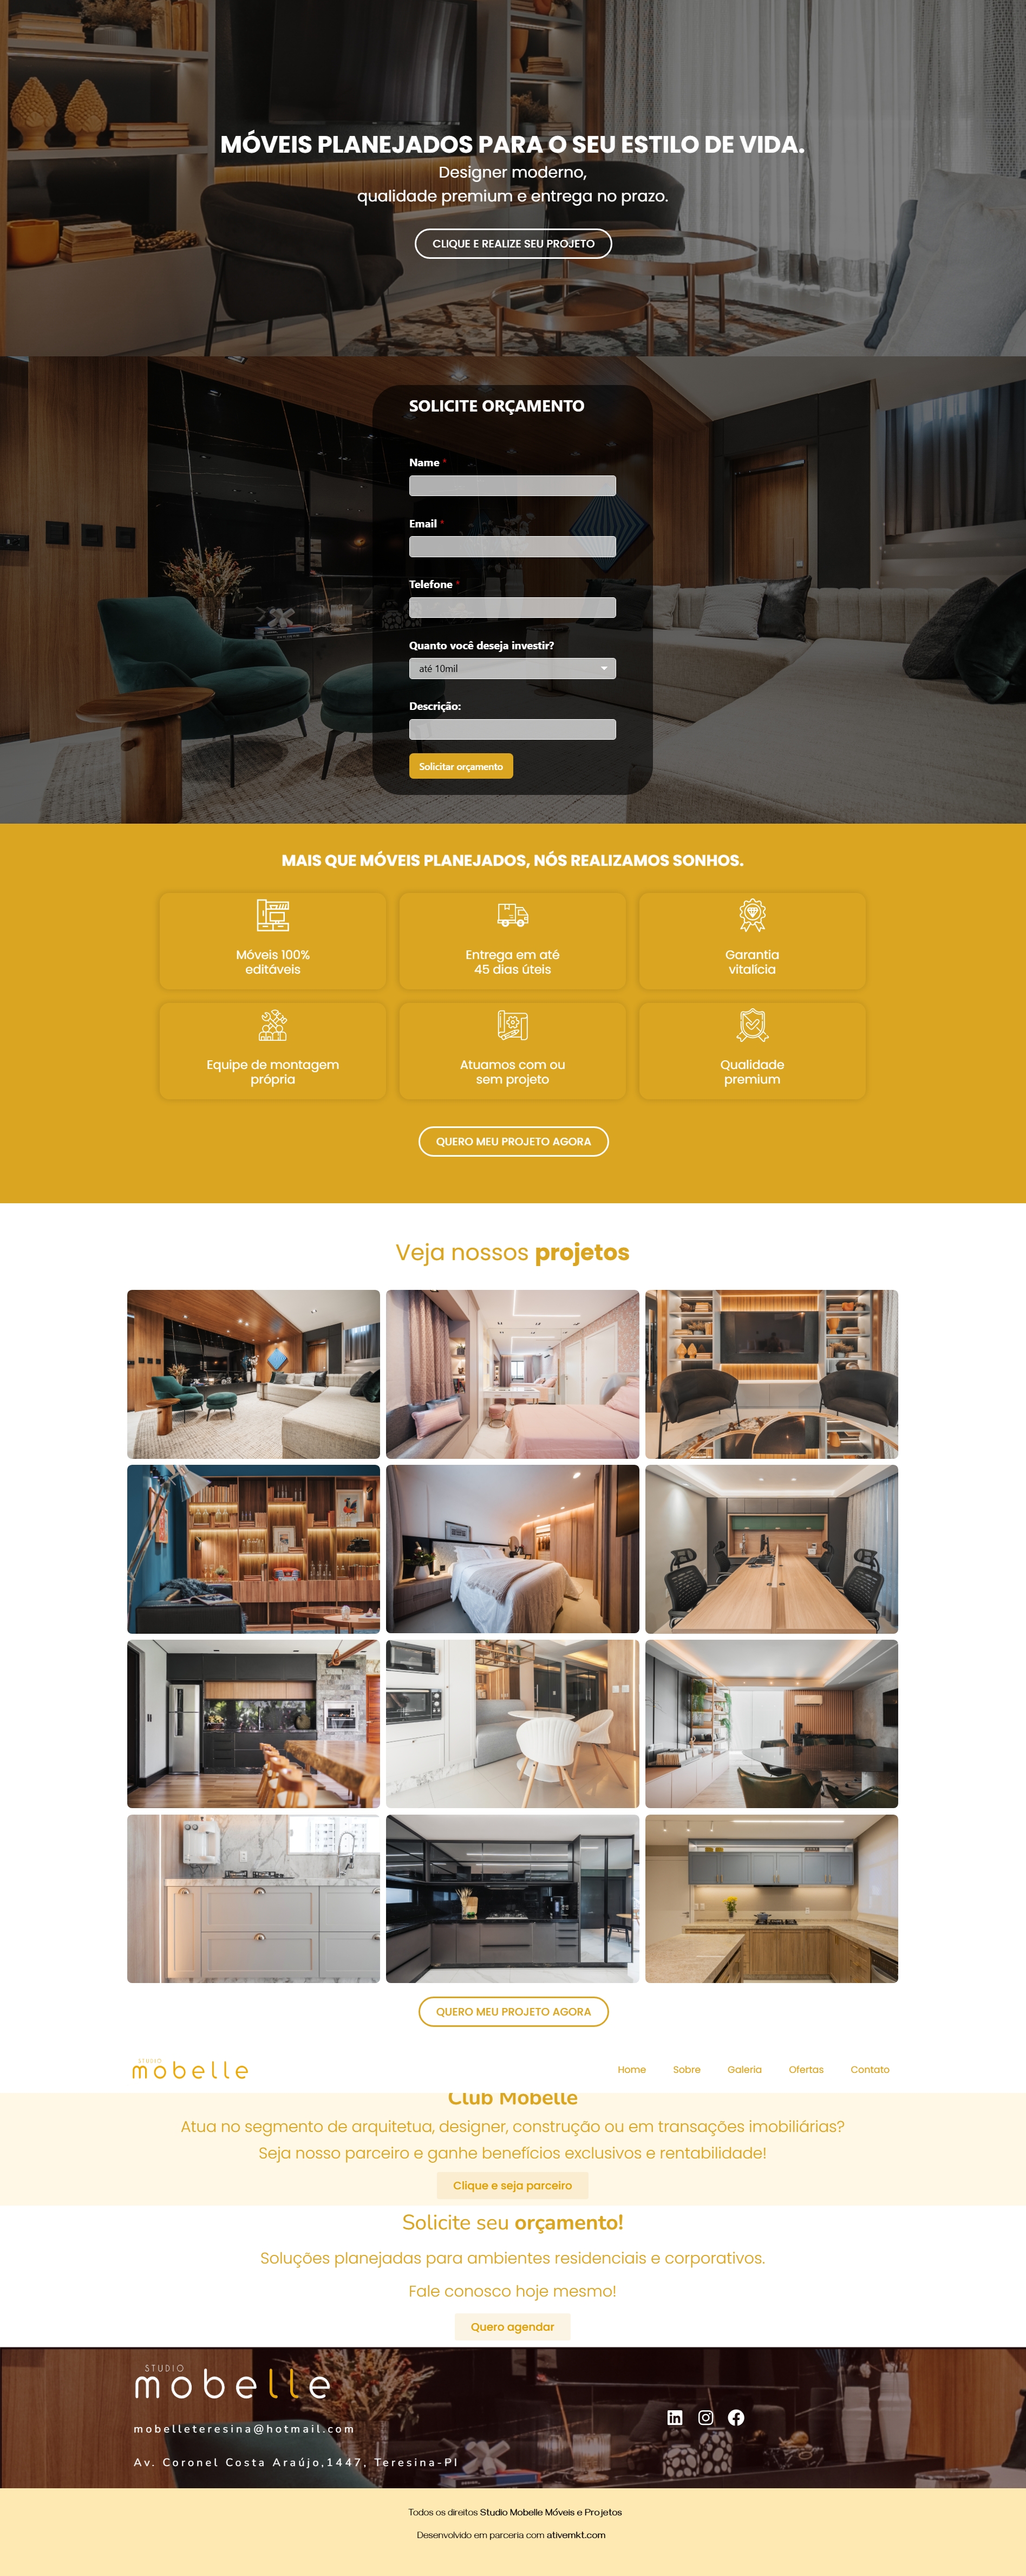 MÓVEIS PLANEJADOS PARA O SEU ESTILO DE VIDA.
Designer moderno,
qualidade premium e entrega no prazo.
CLIQUE E REALIZE SEU PROJETO
SOLICITE ORÇAMENTO
Name *
Email *
Telefone *
Quanto você deseja investir?
até 10mil
Descrição:
Solicitar orçamento
MAIS QUE MÓVEIS PLANEJADOS, NÓS REALIZAMOS SONHOS.
Móveis 100%
editáveis
Entrega em até
45 dias úteis
Garantia
vitalícia
Equipe de montagem
própria
Atuamos com ou
sem projeto
Qualidade
premium
QUERO MEU PROJETO AGORA
Veja nossos projetos
QUERO MEU PROJETO AGORA
STUDIO
mobelle
Home Sobre Galeria Ofertas Contato
Club Mobelle
Atua no segmento de arquitetua, designer, construção ou em transações imobiliárias?
Seja nosso parceiro e ganhe benefícios exclusivos e rentabilidade!
Clique e seja parceiro
Solicite seu orçamento!
Soluções planejadas para ambientes residenciais e corporativos.
Fale conosco hoje mesmo!
Quero agendar
STUDIO
mobelle
mobelleteresina@hotmail.com
Av. Coronel Costa Araújo,1447, Teresina-PI
Todos os direitos Studio Mobelle Móveis e Projetos
Desenvolvido em parceria com ativemkt.com